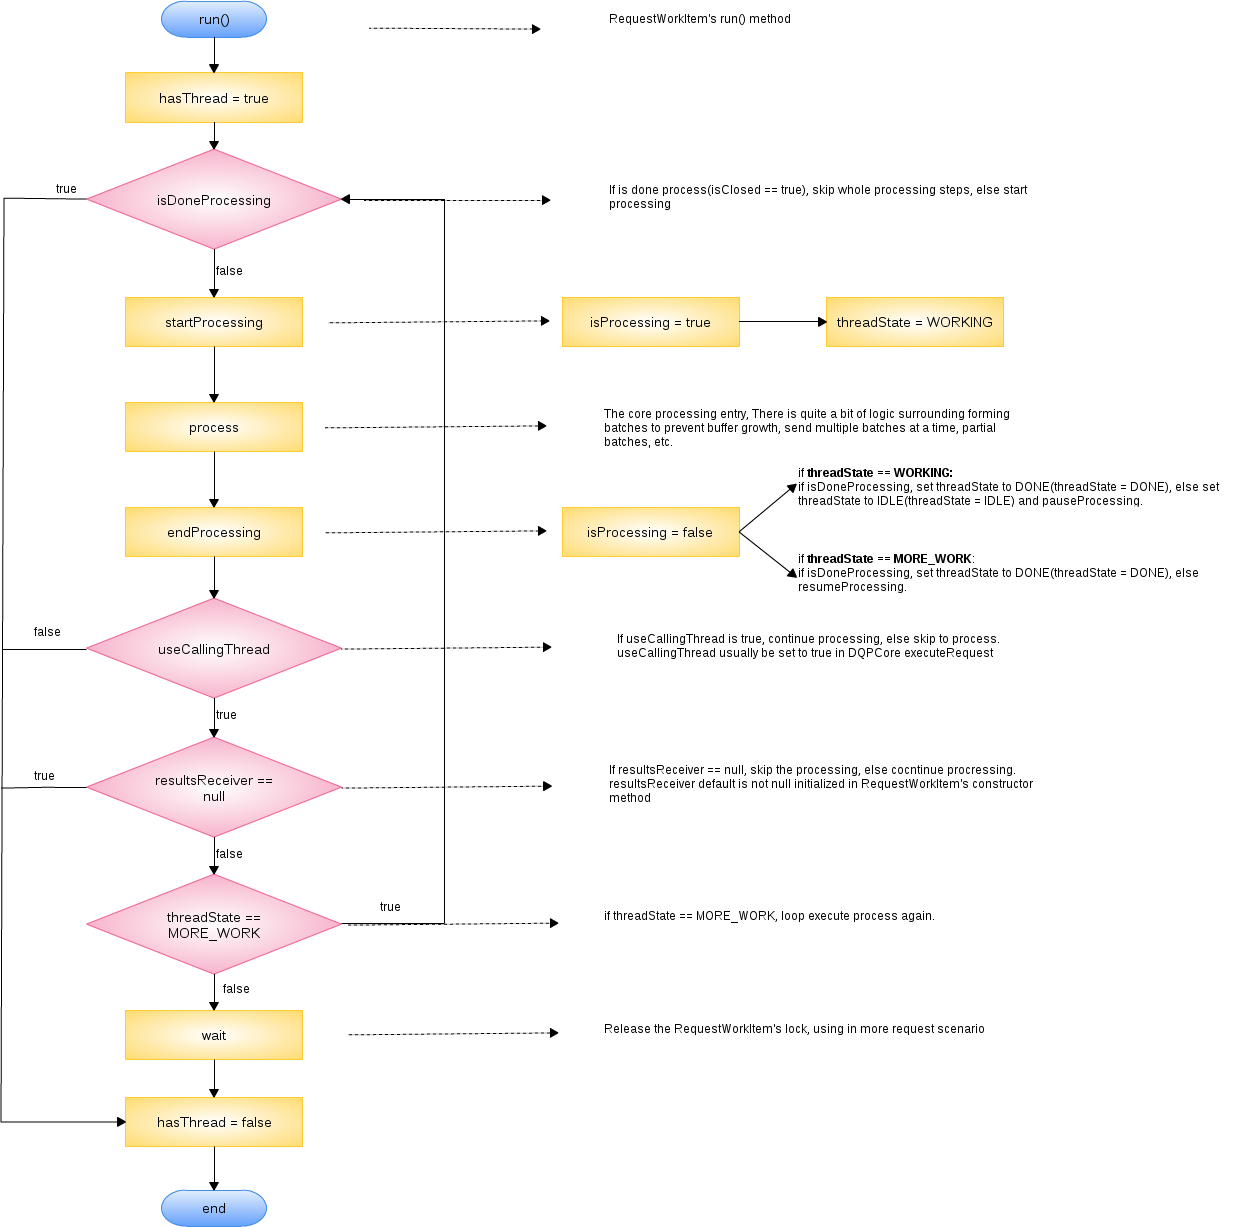 run()
RequestWorkItem's run() method
hasThread = true
true
isDoneProcessing
If is done process(isClosed == true), skip whole processing steps, else start
processing
false
startProcessing
isProcessing = true
threadState = WORKING
process
The core processing entry, There is quite a bit of logic surrounding forming
batches to prevent buffer growth, send multiple batches at a time, partial
batches, etc.
endProcessing
isProcessing = false
if threadState == WORKING:
if isDoneProcessing, set threadState to DONE(threadState = DONE), else set
threadState to IDLE(threadState = IDLE) and pauseProcessing.
if threadState == MORE_WORK:
if isDoneProcessing, set threadState to DONE(threadState = DONE), else
resumeProcessing.
false
useCallingThread
If useCallingThread is true, continue processing, else skip to process.
useCallingThread usually be set to true in DQPCore executeRequest
true
true
resultsReceiver ==
null
If resultsReceiver == null, skip the processing, else cocntinue procressing.
resultsReceiver default is not null initialized in RequestWorkItem's constructor
method
false
threadState ==
MORE_WORK
true
if threadState == MORE_WORK, loop execute process again.
false
wait
Release the RequestWorkItem's lock, using in more request scenario
hasThread = false
end